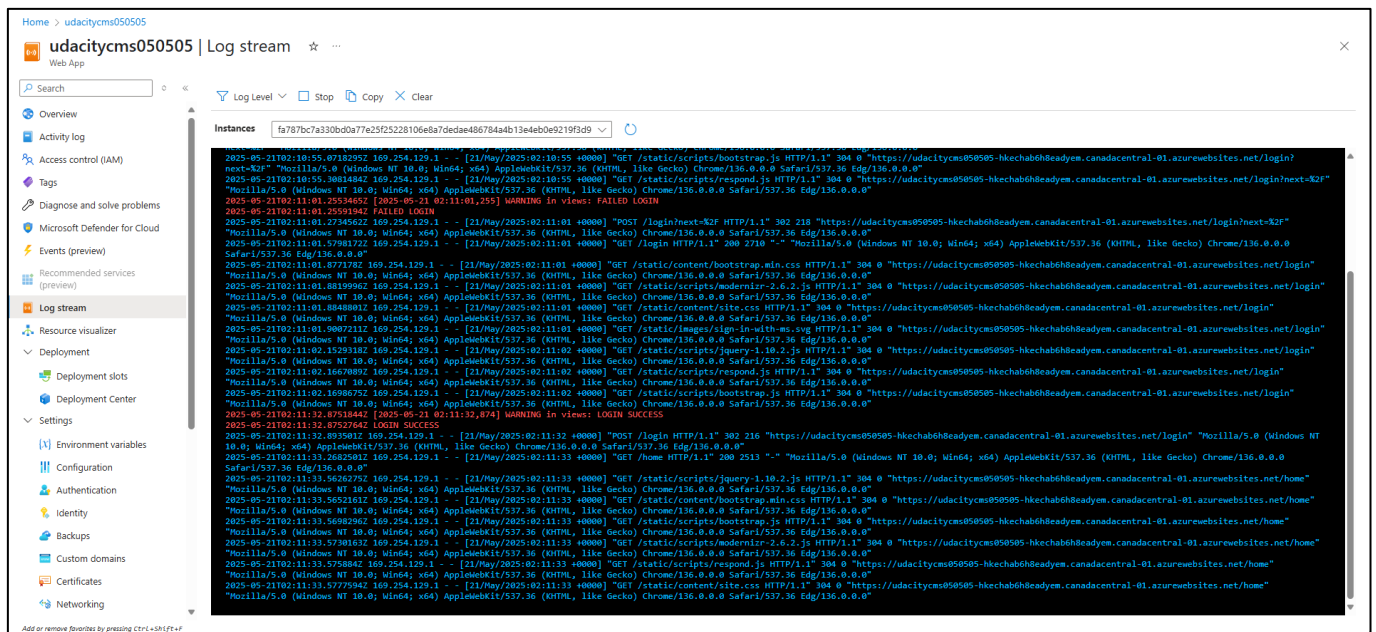 Home > udacitycms050505
udacitycms050505 | Log stream
Web App
Search
Overview
Activity log
Access control (IAM)
Tags
Diagnose and solve problems
Microsoft Defender for Cloud
Events (preview)
Recommended services
(preview)
Log stream
Resource visualizer
Deployment
Deployment slots
Deployment Center
Settings
Environment variables
Configuration
Authentication
Identity
Backups
Custom domains
Certificates
Networking
Add or remove favorites by pressing Ctrl+Shift+F
Log Level Stop Copy Clear
Instances fa787bc7a330bd0a77e25f25228106e8a7dedae486784a4b13e4eb0e9219f3d9
2025-05-21T02:10:55.0718295Z 169.254.129.1 - - [21/May/2025:02:10:55 +0000] "GET /static/scripts/bootstrap.js HTTP/1.1" 304 0 "https://udacitycms050505-hkechab6h8eadyem.canadacentral-01.azurewebsites.net/login?
next=%2F" "Mozilla/5.0 (Windows NT 10.0; Win64; x64) AppleWebKit/537.36 (KHTML, like Gecko) Chrome/136.0.0.0 Safari/537.36 Edg/136.0.0.0"
2025-05-21T02:10:55.3081484Z 169.254.129.1 - - [21/May/2025:02:10:55 +0000] "GET /static/scripts/respond.js HTTP/1.1" 304 0 "https://udacitycms050505-hkechab6h8eadyem.canadacentral-01.azurewebsites.net/login?next=%2F"
"Mozilla/5.0 (Windows NT 10.0; Win64; x64) AppleWebKit/537.36 (KHTML, like Gecko) Chrome/136.0.0.0 Safari/537.36 Edg/136.0.0.0"
2025-05-21T02:11:01.2553465Z [2025-05-21 02:11:01,255] WARNING in views: FAILED LOGIN
2025-05-21T02:11:01.2559194Z FAILED LOGIN
2025-05-21T02:11:01.2734562Z 169.254.129.1 - - [21/May/2025:02:11:01 +0000] "POST /login?next=%2F HTTP/1.1" 302 218 "https://udacitycms050505-hkechab6h8eadyem.canadacentral-01.azurewebsites.net/login?next=%2F"
"Mozilla/5.0 (Windows NT 10.0; Win64; x64) AppleWebKit/537.36 (KHTML, like Gecko) Chrome/136.0.0.0 Safari/537.36 Edg/136.0.0.0"
2025-05-21T02:11:01.5798172Z 169.254.129.1 - - [21/May/2025:02:11:01 +0000] "GET /login HTTP/1.1" 200 2710 "-" "Mozilla/5.0 (Windows NT 10.0; Win64; x64) AppleWebKit/537.36 (KHTML, like Gecko) Chrome/136.0.0.0
Safari/537.36 Edg/136.0.0.0"
2025-05-21T02:11:01.877178Z 169.254.129.1 - - [21/May/2025:02:11:01 +0000] "GET /static/content/bootstrap.min.css HTTP/1.1" 304 0 "https://udacitycms050505-hkechab6h8eadyem.canadacentral-01.azurewebsites.net/login"
"Mozilla/5.0 (Windows NT 10.0; Win64; x64) AppleWebKit/537.36 (KHTML, like Gecko) Chrome/136.0.0.0 Safari/537.36 Edg/136.0.0.0"
2025-05-21T02:11:01.8819996Z 169.254.129.1 - - [21/May/2025:02:11:01 +0000] "GET /static/scripts/modernizr-2.6.2.js HTTP/1.1" 304 0 "https://udacitycms050505-hkechab6h8eadyem.canadacentral-01.azurewebsites.net/login"
"Mozilla/5.0 (Windows NT 10.0; Win64; x64) AppleWebKit/537.36 (KHTML, like Gecko) Chrome/136.0.0.0 Safari/537.36 Edg/136.0.0.0"
2025-05-21T02:11:01.8848801Z 169.254.129.1 - - [21/May/2025:02:11:01 +0000] "GET /static/content/site.css HTTP/1.1" 304 0 "https://udacitycms050505-hkechab6h8eadyem.canadacentral-01.azurewebsites.net/login"
"Mozilla/5.0 (Windows NT 10.0; Win64; x64) AppleWebKit/537.36 (KHTML, like Gecko) Chrome/136.0.0.0 Safari/537.36 Edg/136.0.0.0"
2025-05-21T02:11:01.9007211Z 169.254.129.1 - - [21/May/2025:02:11:01 +0000] "GET /static/images/sign-in-with-ms.svg HTTP/1.1" 304 0 "https://udacitycms050505-hkechab6h8eadyem.canadacentral-01.azurewebsites.net/login"
"Mozilla/5.0 (Windows NT 10.0; Win64; x64) AppleWebKit/537.36 (KHTML, like Gecko) Chrome/136.0.0.0 Safari/537.36 Edg/136.0.0.0"
2025-05-21T02:11:02.1529318Z 169.254.129.1 - - [21/May/2025:02:11:02 +0000] "GET /static/scripts/jquery-1.10.2.js HTTP/1.1" 304 0 "https://udacitycms050505-hkechab6h8eadyem.canadacentral-01.azurewebsites.net/login"
"Mozilla/5.0 (Windows NT 10.0; Win64; x64) AppleWebKit/537.36 (KHTML, like Gecko) Chrome/136.0.0.0 Safari/537.36 Edg/136.0.0.0"
2025-05-21T02:11:02.1667089Z 169.254.129.1 - - [21/May/2025:02:11:02 +0000] "GET /static/scripts/respond.js HTTP/1.1" 304 0 "https://udacitycms050505-hkechab6h8eadyem.canadacentral-01.azurewebsites.net/login"
"Mozilla/5.0 (Windows NT 10.0; Win64; x64) AppleWebKit/537.36 (KHTML, like Gecko) Chrome/136.0.0.0 Safari/537.36 Edg/136.0.0.0"
2025-05-21T02:11:02.1698675Z 169.254.129.1 - - [21/May/2025:02:11:02 +0000] "GET /static/scripts/bootstrap.js HTTP/1.1" 304 0 "https://udacitycms050505-hkechab6h8eadyem.canadacentral-01.azurewebsites.net/login"
"Mozilla/5.0 (Windows NT 10.0; Win64; x64) AppleWebKit/537.36 (KHTML, like Gecko) Chrome/136.0.0.0 Safari/537.36 Edg/136.0.0.0"
2025-05-21T02:11:32.8751844Z [2025-05-21 02:11:32,874] WARNING in views: LOGIN SUCCESS
2025-05-21T02:11:32.8752764Z LOGIN SUCCESS
2025-05-21T02:11:32.893501Z 169.254.129.1 - - [21/May/2025:02:11:32 +0000] "POST /login HTTP/1.1" 302 216 "https://udacitycms050505-hkechab6h8eadyem.canadacentral-01.azurewebsites.net/login" "Mozilla/5.0 (Windows NT
10.0; Win64; x64) AppleWebKit/537.36 (KHTML, like Gecko) Chrome/136.0.0.0 Safari/537.36 Edg/136.0.0.0"
2025-05-21T02:11:33.2682501Z 169.254.129.1 - - [21/May/2025:02:11:33 +0000] "GET /home HTTP/1.1" 200 2513 "-" "Mozilla/5.0 (Windows NT 10.0; Win64; x64) AppleWebKit/537.36 (KHTML, like Gecko) Chrome/136.0.0.0
Safari/537.36 Edg/136.0.0.0"
2025-05-21T02:11:33.5626275Z 169.254.129.1 - - [21/May/2025:02:11:33 +0000] "GET /static/scripts/jquery-1.10.2.js HTTP/1.1" 304 0 "https://udacitycms050505-hkechab6h8eadyem.canadacentral-01.azurewebsites.net/home"
"Mozilla/5.0 (Windows NT 10.0; Win64; x64) AppleWebKit/537.36 (KHTML, like Gecko) Chrome/136.0.0.0 Safari/537.36 Edg/136.0.0.0"
2025-05-21T02:11:33.5652161Z 169.254.129.1 - - [21/May/2025:02:11:33 +0000] "GET /static/content/bootstrap.min.css HTTP/1.1" 304 0 "https://udacitycms050505-hkechab6h8eadyem.canadacentral-01.azurewebsites.net/home"
"Mozilla/5.0 (Windows NT 10.0; Win64; x64) AppleWebKit/537.36 (KHTML, like Gecko) Chrome/136.0.0.0 Safari/537.36 Edg/136.0.0.0"
2025-05-21T02:11:33.5698296Z 169.254.129.1 - - [21/May/2025:02:11:33 +0000] "GET /static/scripts/bootstrap.js HTTP/1.1" 304 0 "https://udacitycms050505-hkechab6h8eadyem.canadacentral-01.azurewebsites.net/home"
"Mozilla/5.0 (Windows NT 10.0; Win64; x64) AppleWebKit/537.36 (KHTML, like Gecko) Chrome/136.0.0.0 Safari/537.36 Edg/136.0.0.0"
2025-05-21T02:11:33.5730163Z 169.254.129.1 - - [21/May/2025:02:11:33 +0000] "GET /static/scripts/modernizr-2.6.2.js HTTP/1.1" 304 0 "https://udacitycms050505-hkechab6h8eadyem.canadacentral-01.azurewebsites.net/home"
"Mozilla/5.0 (Windows NT 10.0; Win64; x64) AppleWebKit/537.36 (KHTML, like Gecko) Chrome/136.0.0.0 Safari/537.36 Edg/136.0.0.0"
2025-05-21T02:11:33.575884Z 169.254.129.1 - - [21/May/2025:02:11:33 +0000] "GET /static/scripts/respond.js HTTP/1.1" 304 0 "https://udacitycms050505-hkechab6h8eadyem.canadacentral-01.azurewebsites.net/home"
"Mozilla/5.0 (Windows NT 10.0; Win64; x64) AppleWebKit/537.36 (KHTML, like Gecko) Chrome/136.0.0.0 Safari/537.36 Edg/136.0.0.0"
2025-05-21T02:11:33.5777594Z 169.254.129.1 - - [21/May/2025:02:11:33 +0000] "GET /static/content/site.css HTTP/1.1" 304 0 "https://udacitycms050505-hkechab6h8eadyem.canadacentral-01.azurewebsites.net/home"
"Mozilla/5.0 (Windows NT 10.0; Win64; x64) AppleWebKit/537.36 (KHTML, like Gecko) Chrome/136.0.0.0 Safari/537.36 Edg/136.0.0.0"